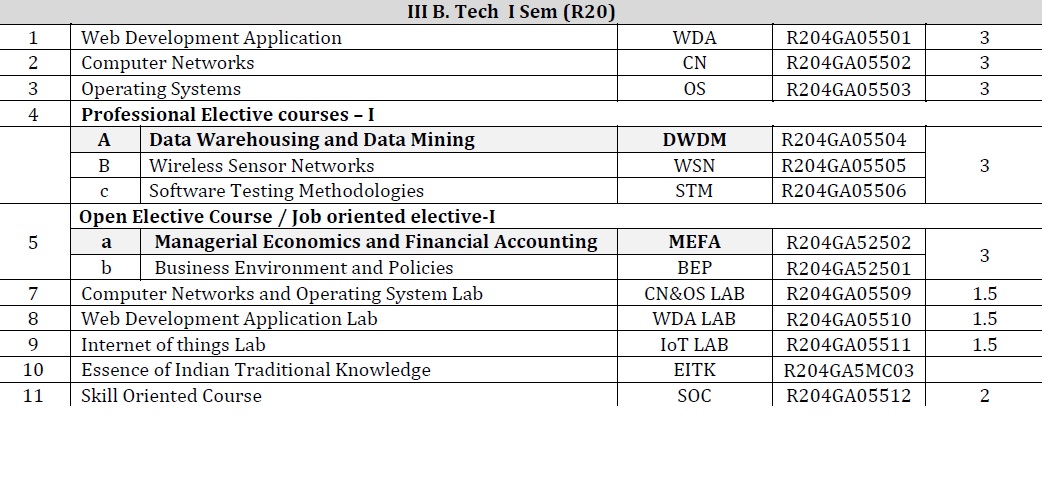 III B. Tech I Sem (R20)
1 Web Development Application WDA R204GA05501 3
2 Computer Networks CN R204GA05502 3
3 Operating Systems OS R204GA05503 3
4 Professional Elective courses – I
A Data Warehousing and Data Mining DWDM R204GA05504
B Wireless Sensor Networks WSN R204GA05505 3
c Software Testing Methodologies STM R204GA05506
Open Elective Course / Job oriented elective-I
5 a Managerial Economics and Financial Accounting MEFA R204GA52502 3
b Business Environment and Policies BEP R204GA52501
7 Computer Networks and Operating System Lab CN&OS LAB R204GA05509 1.5
8 Web Development Application Lab WDA LAB R204GA05510 1.5
9 Internet of things Lab IoT LAB R204GA05511 1.5
10 Essence of Indian Traditional Knowledge EITK R204GA5MC03
11 Skill Oriented Course SOC R204GA05512 2